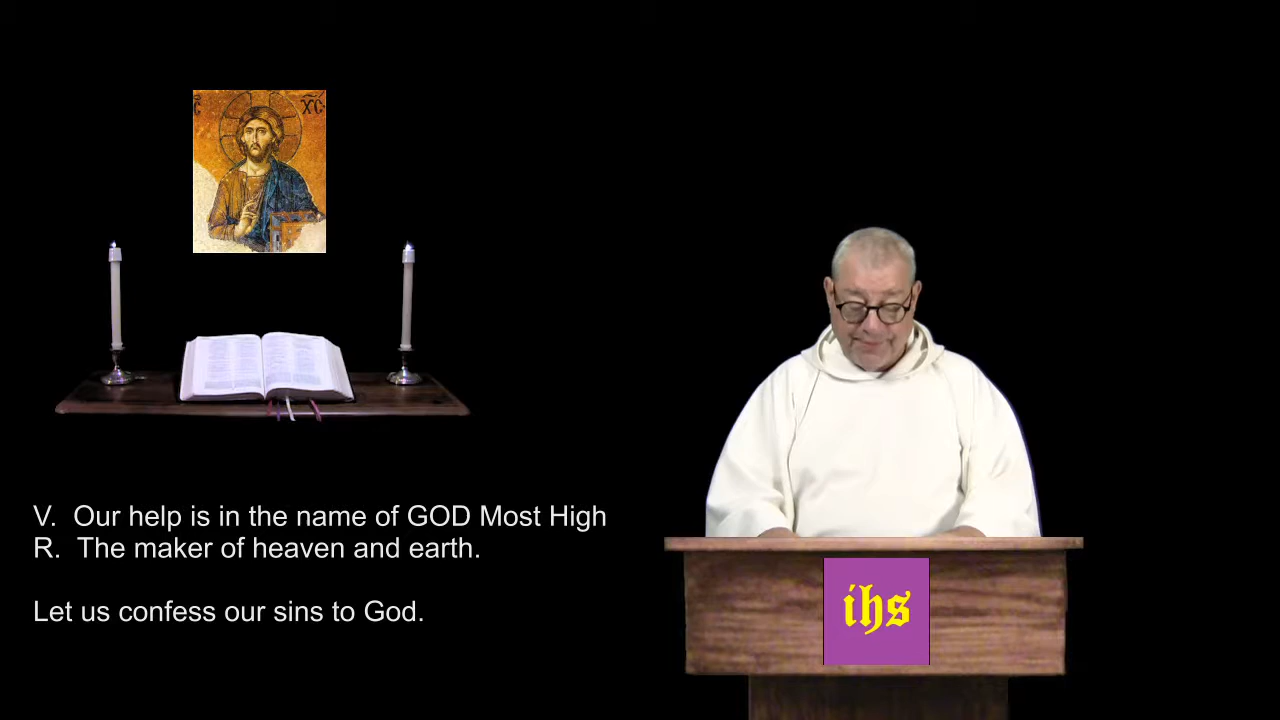 C XC
V. Our help is in the name of GOD Most High
R. The maker of heaven and earth.
Let us confess our sins to God.
ihs